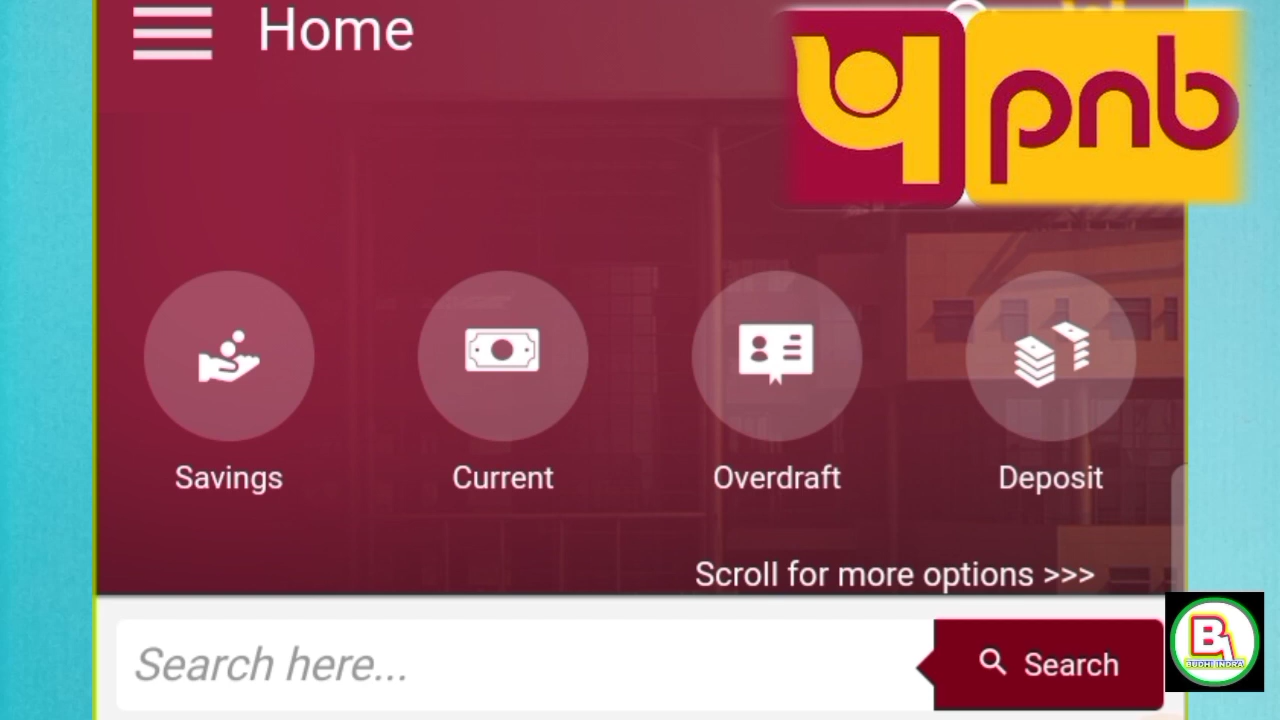 Home
pnb
Savings
Current
Overdraft
Deposit
Scroll for more options >>>
Search here...
Search
BUDHI INDRA